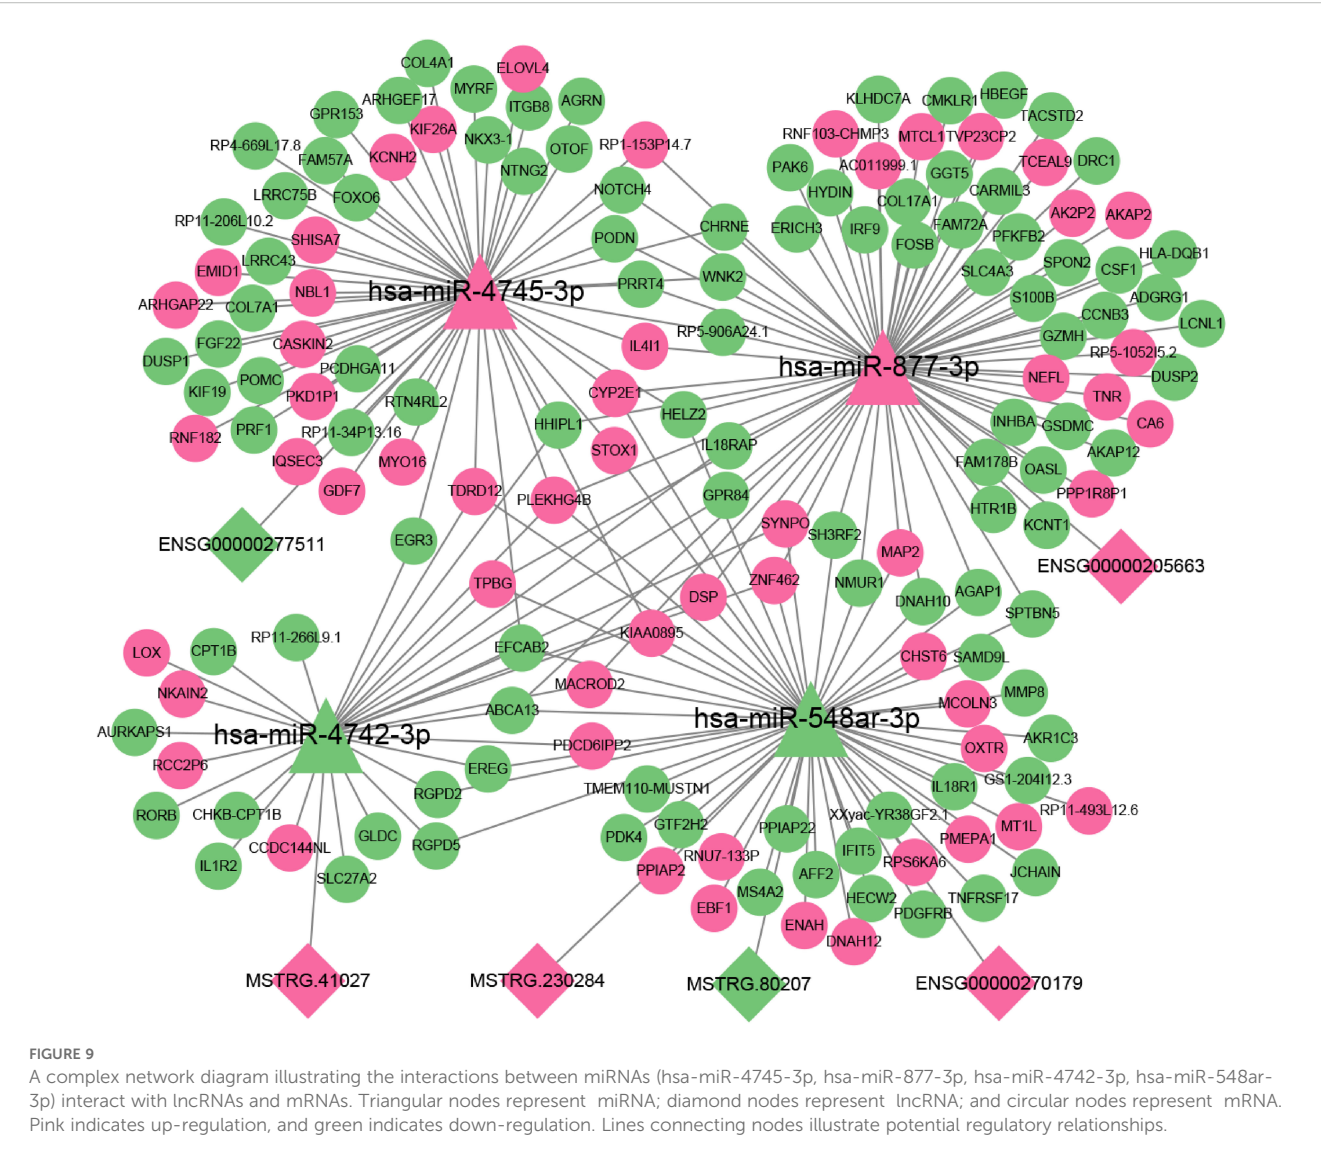 COL4A1
ELOVL4
MYRF
ARHGEF17
ITGB8
AGRN
GPR153
KIF26A
NKX3-1
OTOF
RP4-669L17.8
FAM57A
KCNH2
NTNG2
RP1-153P14.7
LRRC75B
FOXO6
NOTCH4
RP11-206L10.2
SHISA7
PODN
CHRNE
EMID1
LRRC43
PRRT4
WNK2
hsa-miR-4745-3p
ARHGAP22
COL7A1
NBL1
FGF22
CASKIN2
IL4I1
RP5-906A24.1
DUSP1
PCDHGA11
KIF19
POMC
PKD1P1
RTN4RL2
CYP2E1
HELZ2
RNF182
PRF1
RP11-34P13.16
HHIPL1
STOX1
IL18RAP
IQSEC3
MYO16
GDF7
TDRD12
PLEKHG4B
GPR84
ENSG00000277511
EGR3
KLHDC7A
CMKLR1
HBEGF
TACSTD2
RNF103-CHMP3
MTCL1
TVP23CP2
PAK6
AC011999.1
GGT5
TCEAL9
DRC1
HYDIN
COL17A1
CARMIL3
ERICH3
IRF9
FOSB
FAM72A
PFKFB2
AK2P2
AKAP2
SLC4A3
SPON2
CSF1
HLA-DQB1
S100B
CCNB3
ADGRG1
GZMH
LCNL1
RP5-1052I5.2
hsa-miR-877-3p
NEFL
TNR
DUSP2
INHBA
GSDMC
CA6
FAM178B
OASL
AKAP12
PPP1R8P1
HTR1B
KCNT1
ENSG00000205663
SYNPO
SH3RF2
MAP2
TPBG
DSP
ZNF462
NMUR1
DNAH10
AGAP1
SPTBN5
KIAA0895
EFCAB2
CHST6
SAMD9L
MACROD2
MCOLN3
MMP8
ABCA13
hsa-miR-548ar-3p
PDCD6IPP2
OXTR
AKR1C3
LOX
CPT1B
RP11-266L9.1
NKAIN2
AURKAPS1
hsa-miR-4742-3p
RCC2P6
EREG
RGPD2
RORB
CHKB-CPT1B
GLDC
RGPD5
IL1R2
CCDC144NL
SLC27A2
TMEM110-MUSTN1
IL18R1
GS1-204I12.3
PDK4
GTF2H2
PPIAP22
XXyac-YR38GF2.1
RP11-493L12.6
PMEPA1
MT1L
PPIAP2
RNU7-133P
IFIT5
RPS6KA6
JCHAIN
MS4A2
AFF2
EBF1
HECW2
PDGFRB
TNFRSF17
ENAH
DNAH12
MSTRG.41027
MSTRG.230284
MSTRG.80207
ENSG00000270179
FIGURE 9
A complex network diagram illustrating the interactions between miRNAs (hsa-miR-4745-3p, hsa-miR-877-3p, hsa-miR-4742-3p, hsa-miR-548ar-
3p) interact with lncRNAs and mRNAs. Triangular nodes represent miRNA; diamond nodes represent lncRNA; and circular nodes represent mRNA.
Pink indicates up-regulation, and green indicates down-regulation. Lines connecting nodes illustrate potential regulatory relationships.